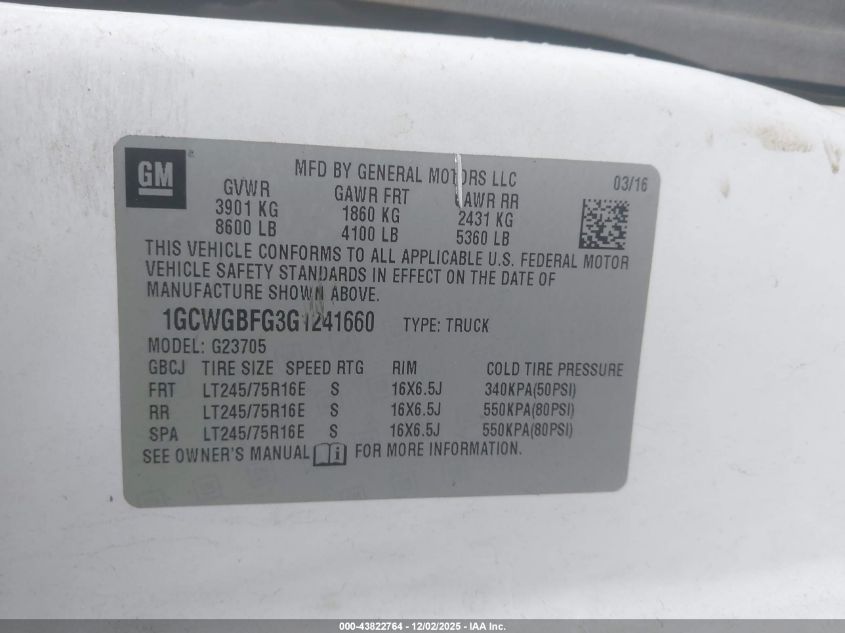 GM
MFD BY GENERAL MOTORS LLC
03/16
GVWR GAWR FRT AWR RR
3901 KG 1860 KG 2431 KG
8600 LB 4100 LB 5360 LB
THIS VEHICLE CONFORMS TO ALL APPLICABLE U.S. FEDERAL MOTOR
VEHICLE SAFETY STANDARDS IN EFFECT ON THE DATE OF
MANUFACTURE SHOWN ABOVE.
1GCWGBFG3G1241660 TYPE: TRUCK
MODEL: G23705
GBCJ TIRE SIZE SPEED RTG RIM COLD TIRE PRESSURE
FRT LT245/75R16E S 16X6.5J 340KPA(50PSI)
RR LT245/75R16E S 16X6.5J 550KPA(80PSI)
SPA LT245/75R16E S 16X6.5J 550KPA(80PSI)
SEE OWNER'S MANUAL i FOR MORE INFORMATION.
000-43822764 - 12/02/2025 - IAA Inc.